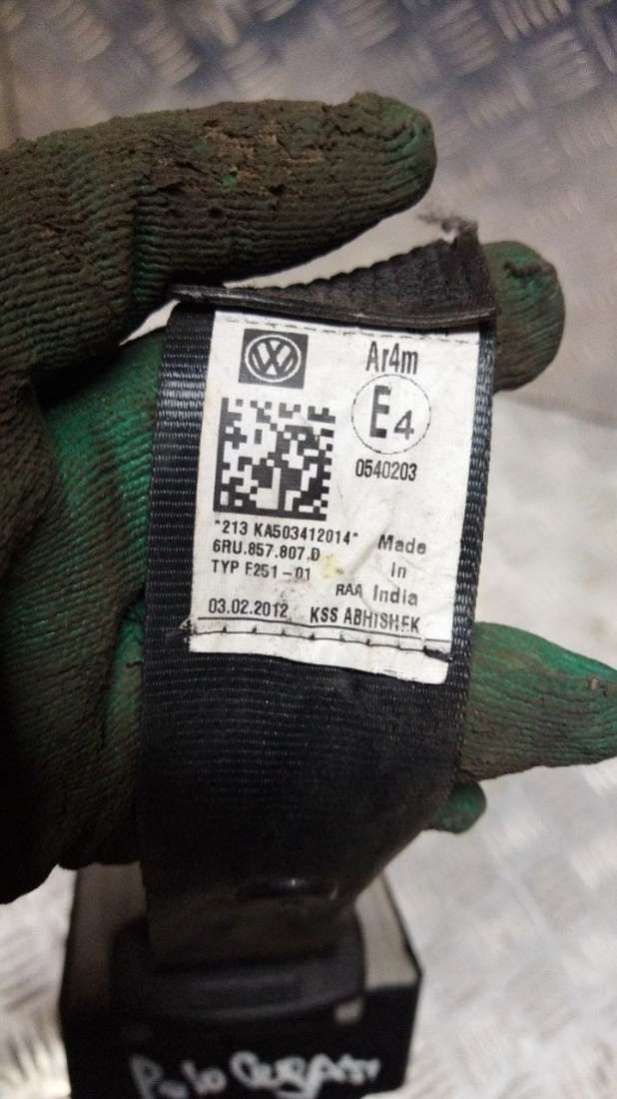 Ar4m
E4
0540203
*213 KA503412014*
6RU.857.807.D
TYP F251-01
Made
In
RAA India
03.02.2012 KSS ABHISHEK
Polo